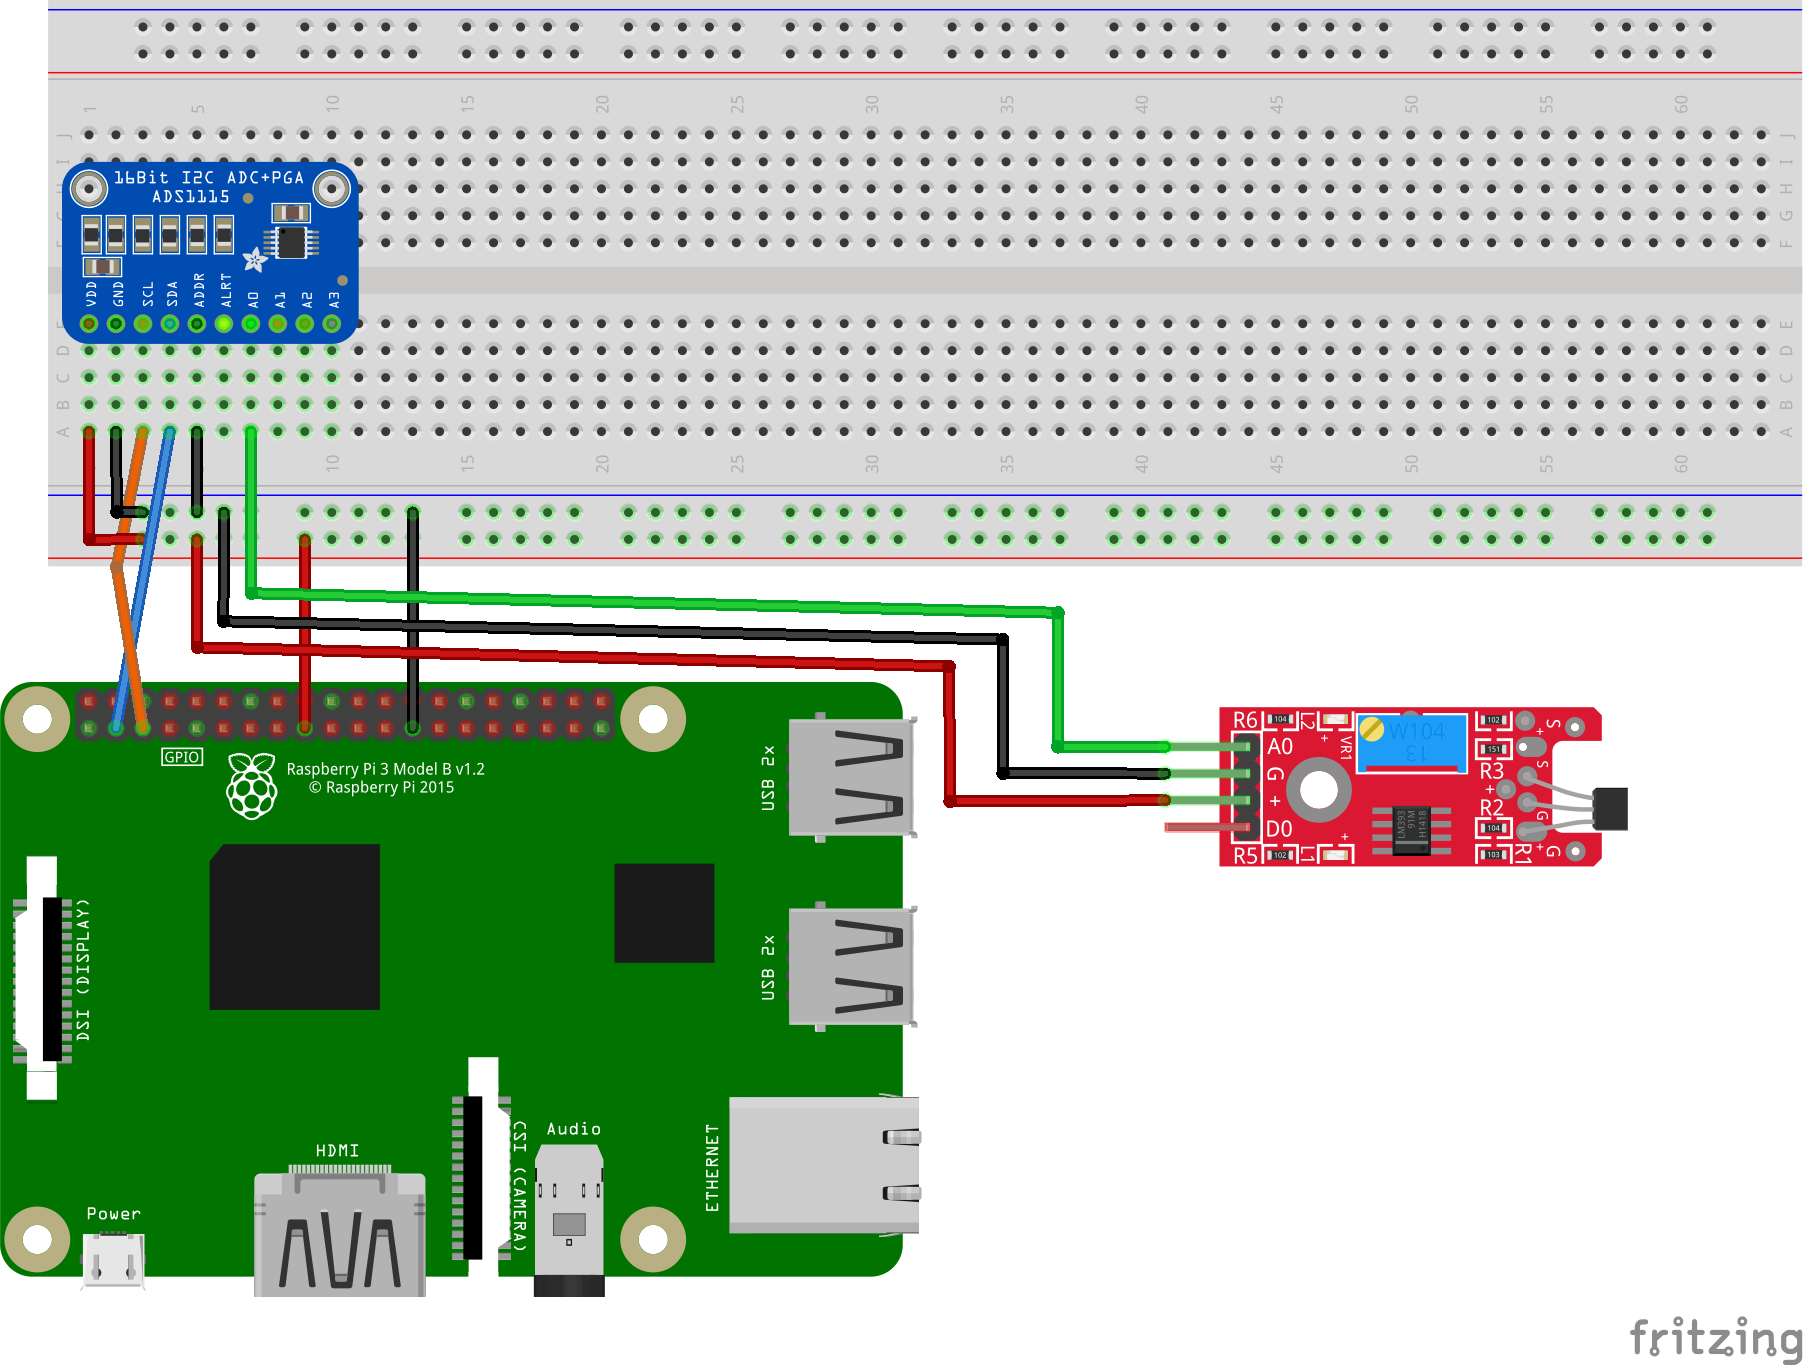 1 5 10 15 20 25 30 35 40 45 50 55 60
J J
I I
H
G
F
16Bit I2C ADC+PGA
ADS1115
VDD GND SCL SDA ADDR ALRT A0 A1 A2 A3
E
D D
C C
B B
A A
10 15 20 25 30 35 40 45 50 55 60
GPIO
Raspberry Pi 3 Model B v1.2
© Raspberry Pi 2015
USB 2x
USB 2x
DSI (DISPLAY)
CSI (CAMERA)
Audio
ETHERNET
HDMI
Power
R6 104 L2 + VR1
W104
13
102 S +
151 S
A0
G
+
D0
R3
+
R2
G
104
103
R1 + G
LM393
91M
H1418
R5 102 L1 +
fritzing